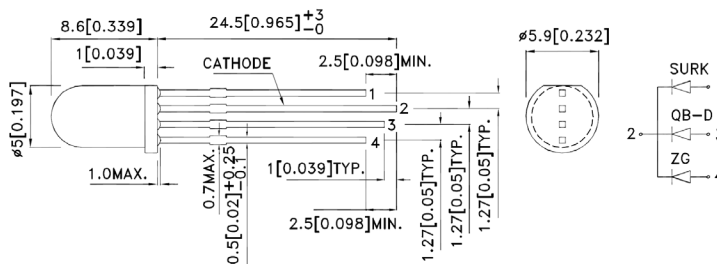 8.6[0.339]
24.5[0.965]+3 -0
1[0.039]
CATHODE
2.5[0.098]MIN.
ø5.9[0.232]
ø5[0.197]
1
2
3
4
1.0MAX.
0.7MAX.
0.5[0.02]+0.25 -0.1
1[0.039]TYP.
2.5[0.098]MIN.
1.27[0.05]TYP.
1.27[0.05]TYP.
1.27[0.05]TYP.
SURK
QB-D
2
ZG